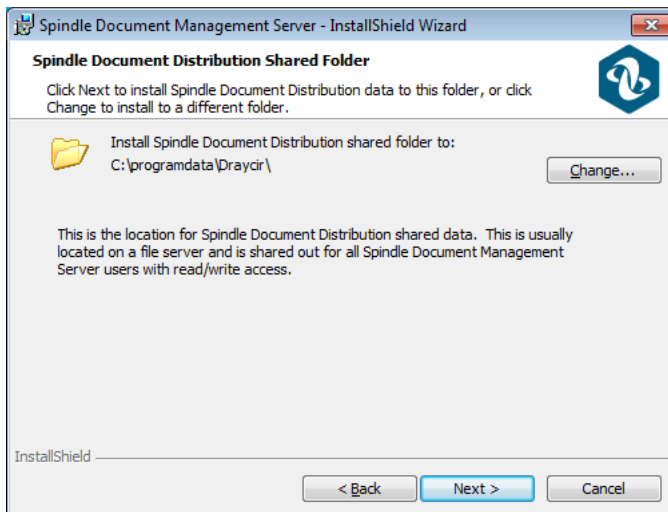 Spindle Document Management Server - InstallShield Wizard
Spindle Document Distribution Shared Folder
Click Next to install Spindle Document Distribution data to this folder, or click
Change to install to a different folder.
Install Spindle Document Distribution shared folder to:
C:\programdata\Draycir\
Change...
This is the location for Spindle Document Distribution shared data.  This is usually
located on a file server and is shared out for all Spindle Document Management
Server users with read/write access.
InstallShield
< Back
Next >
Cancel